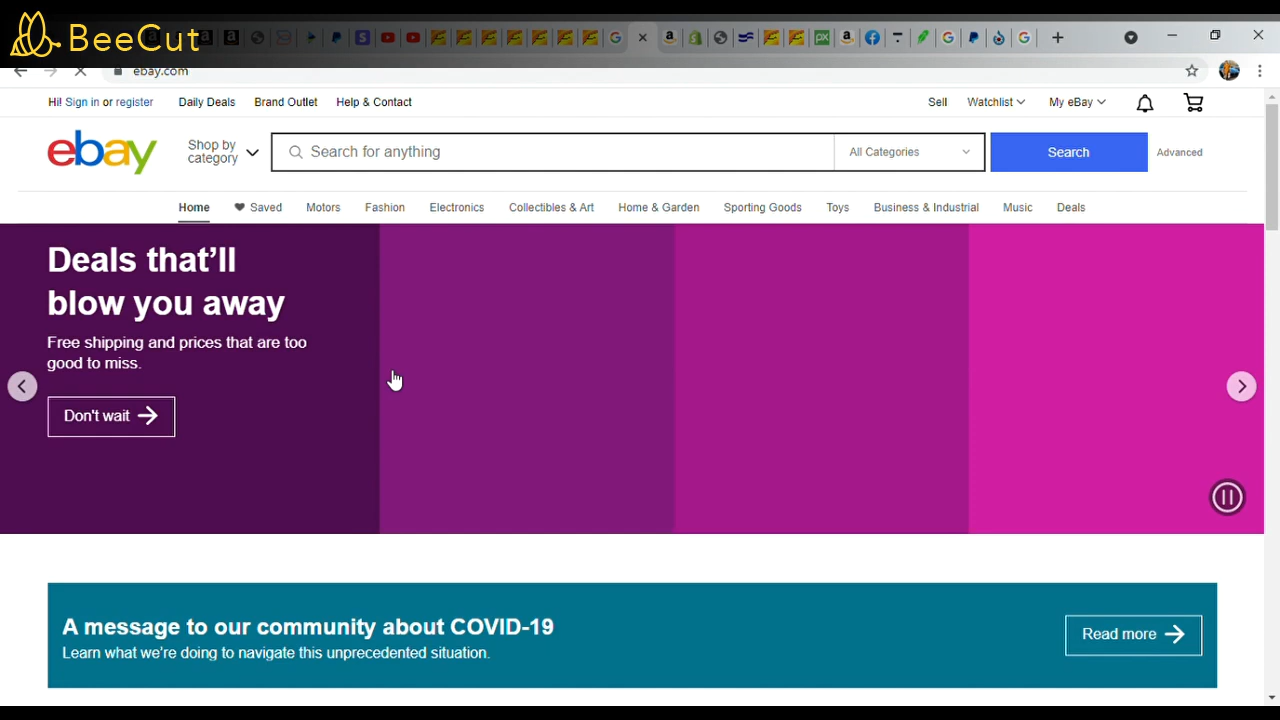 BeeCut
ebay.com
Hi! Sign in or register Daily Deals Brand Outlet Help & Contact Sell Watchlist My eBay
ebay
Shop by
category
Search for anything
All Categories
Search
Advanced
Home Saved Motors Fashion Electronics Collectibles & Art Home & Garden Sporting Goods Toys Business & Industrial Music Deals
Deals that'll
blow you away
Free shipping and prices that are too
good to miss.
Don't wait
A message to our community about COVID-19
Learn what we're doing to navigate this unprecedented situation.
Read more